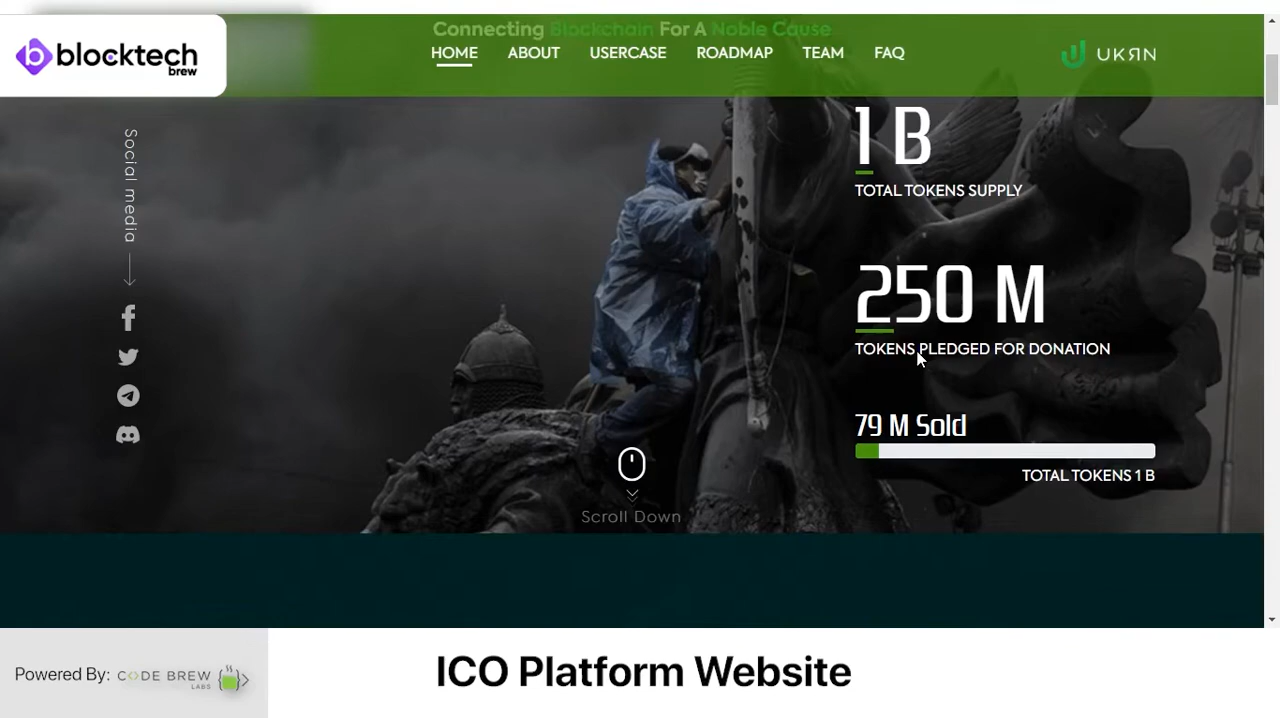 Connecting Blockchain For A Noble Cause
blocktech
brew
HOME
ABOUT
USERCASE
ROADMAP
TEAM
FAQ
UKЯN
Social media
1 B
TOTAL TOKENS SUPPLY
250 M
TOKENS PLEDGED FOR DONATION
79 M Sold
TOTAL TOKENS 1 B
Scroll Down
Powered By: CODE BREW
LABS
ICO Platform Website